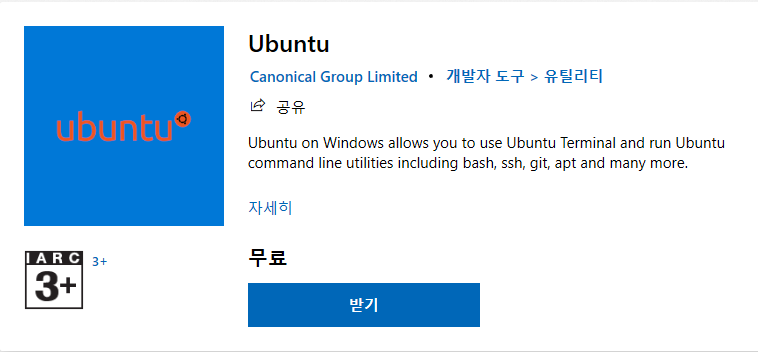 ubuntu
Ubuntu
Canonical Group Limited • 개발자 도구 > 유틸리티
공유
Ubuntu on Windows allows you to use Ubuntu Terminal and run Ubuntu
command line utilities including bash, ssh, git, apt and many more.
자세히
IARC
3+
3+
무료
받기